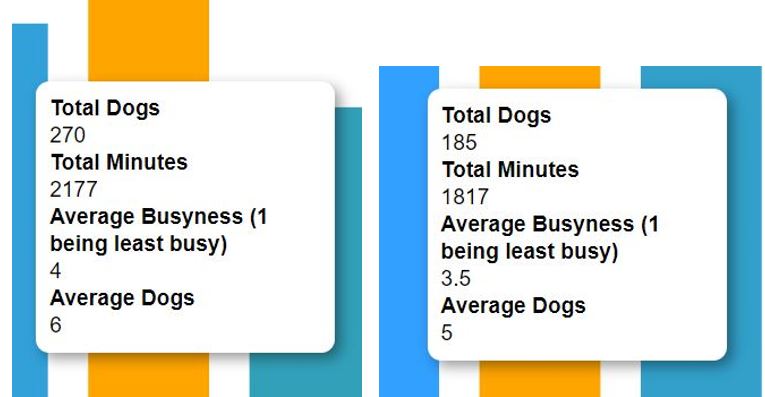 Total Dogs
270
Total Minutes
2177
Average Busyness (1
being least busy)
4
Average Dogs
6
Total Dogs
185
Total Minutes
1817
Average Busyness (1
being least busy)
3.5
Average Dogs
5